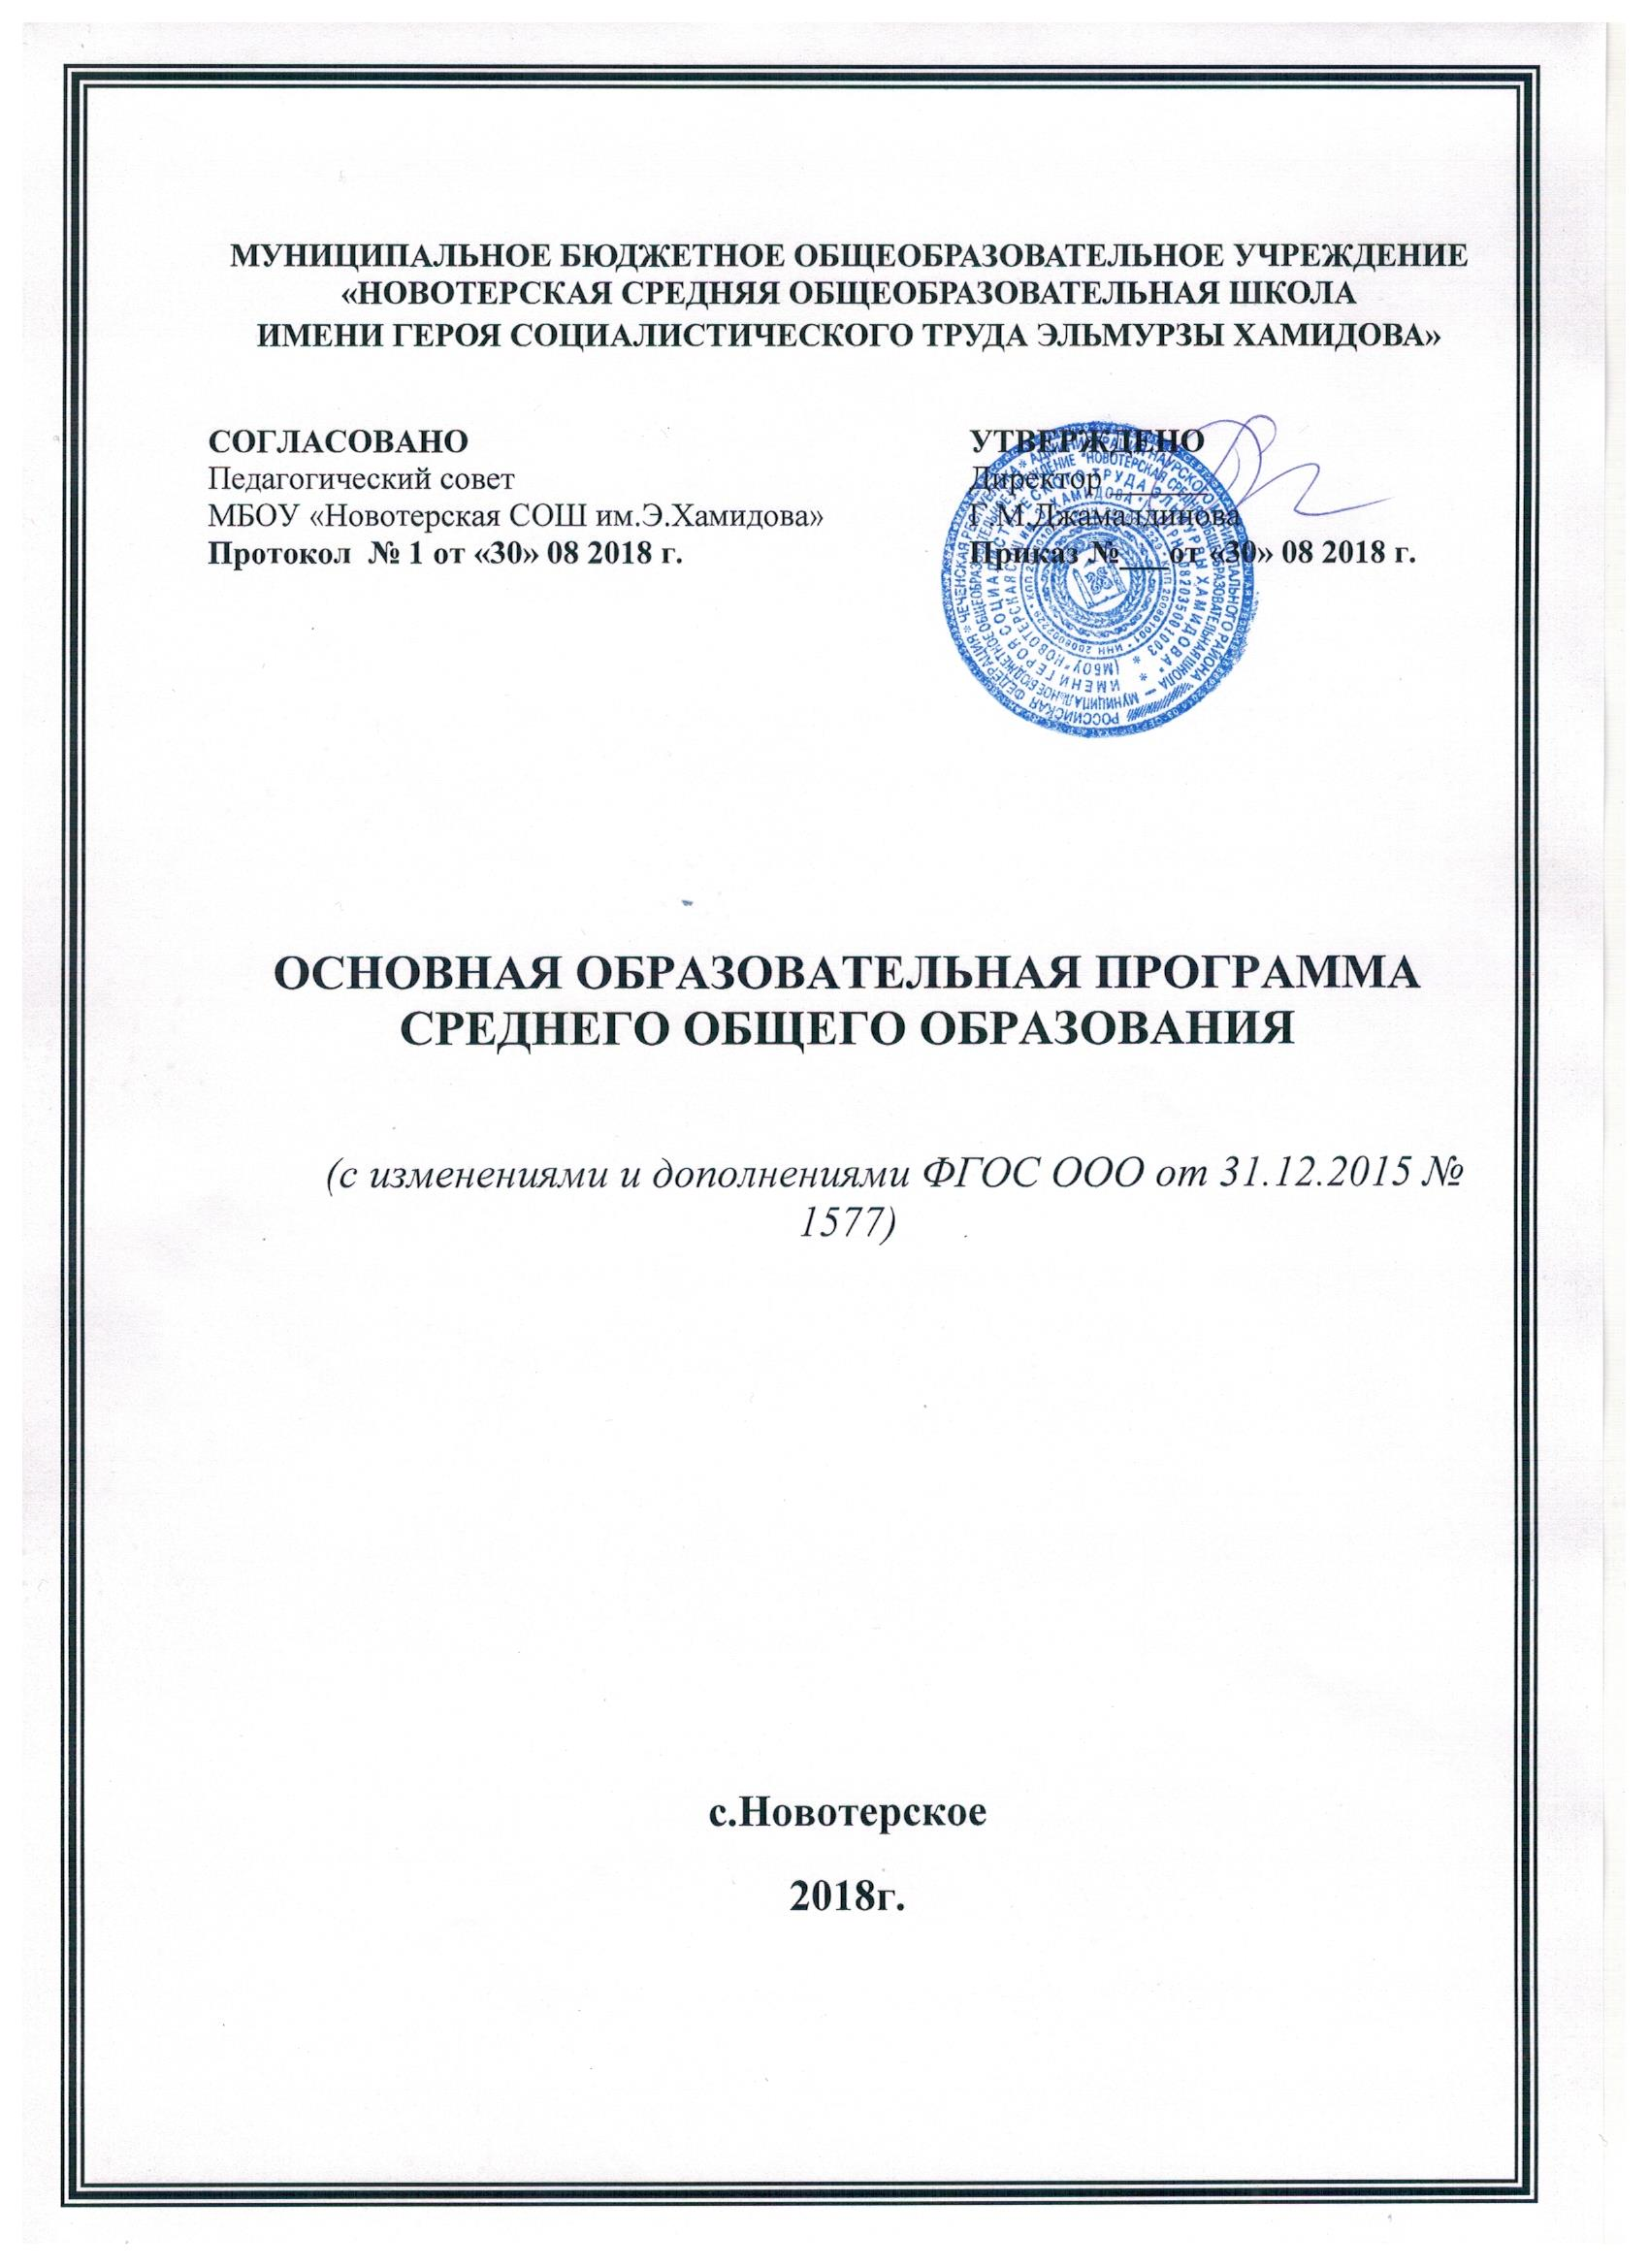 МУНИЦИПАЛЬНОЕ БЮДЖЕТНОЕ ОБЩЕОБРАЗОВАТЕЛЬНОЕ УЧРЕЖДЕНИЕ
«НОВОТЕРСКАЯ СРЕДНЯЯ ОБЩЕОБРАЗОВАТЕЛЬНАЯ ШКОЛА
ИМЕНИ ГЕРОЯ СОЦИАЛИСТИЧЕСКОГО ТРУДА ЭЛЬМУРЗЫ ХАМИДОВА»
СОГЛАСОВАНО
Педагогический совет
МБОУ «Новотерская СОШ им.Э.Хамидова»
Протокол № 1 от «30» 08 2018 г.
УТВЕРЖДЕНО
Директор ______
Г.М.Джамалдинова
Приказ №___от «30» 08 2018 г.
ОСНОВНАЯ ОБРАЗОВАТЕЛЬНАЯ ПРОГРАММА
СРЕДНЕГО ОБЩЕГО ОБРАЗОВАНИЯ
(с изменениями и дополнениями ФГОС ООО от 31.12.2015 №
1577)
с.Новотерское
2018г.